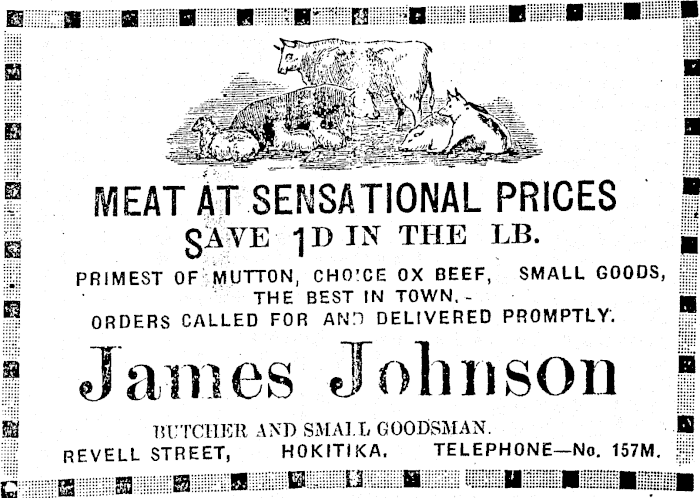 MEAT AT SENSATIONAL PRICES
SAVE 1D IN THE LB.
PRIMEST OF MUTTON, CHOICE OX BEEF, SMALL GOODS,
THE BEST IN TOWN.
ORDERS CALLED FOR AND DELIVERED PROMPTLY.
James Johnson
BUTCHER AND SMALL GOODSMAN.
REVELL STREET, HOKITIKA. TELEPHONE—No. 157M.